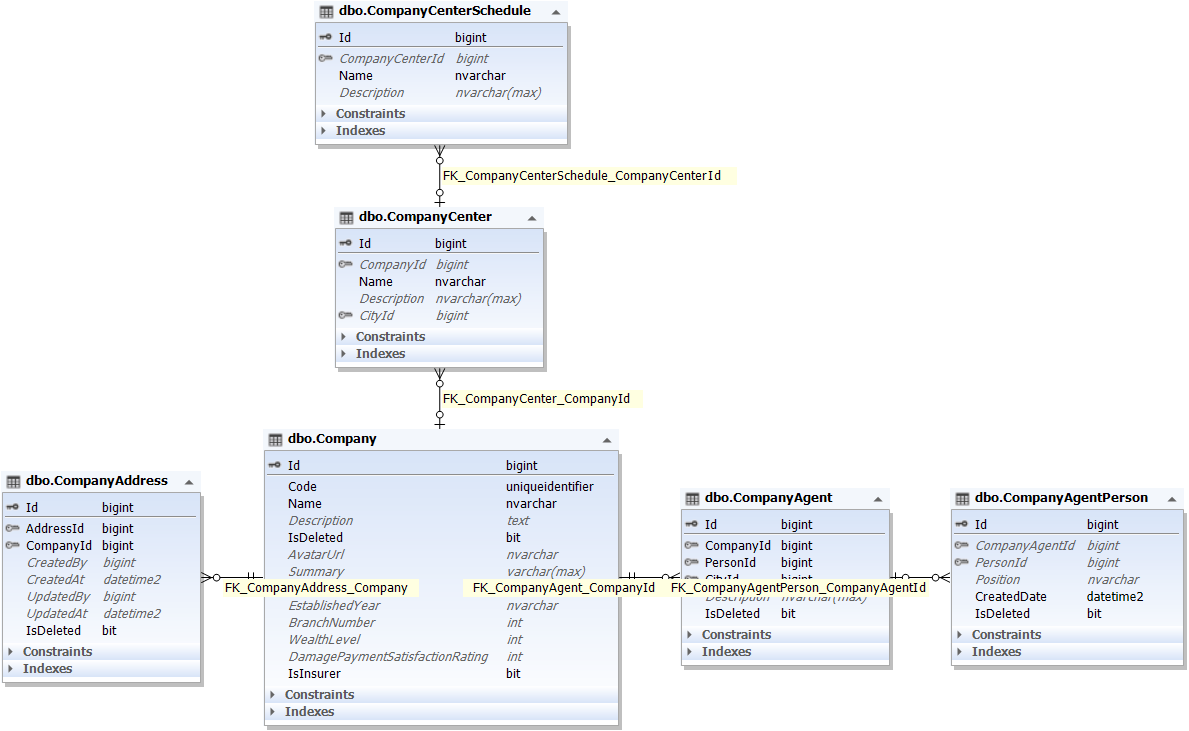 dbo.CompanyCenterSchedule
Id bigint
CompanyCenterId bigint
Name nvarchar
Description nvarchar(max)
Constraints
Indexes
FK_CompanyCenterSchedule_CompanyCenterId
dbo.CompanyCenter
Id bigint
CompanyId bigint
Name nvarchar
Description nvarchar(max)
CityId bigint
Constraints
Indexes
FK_CompanyCenter_CompanyId
dbo.Company
Id bigint
Code uniqueidentifier
Name nvarchar
Description text
IsDeleted bit
AvatarUrl nvarchar
Summary varchar(max)
EstablishedYear nvarchar
BranchNumber int
WealthLevel int
DamagePaymentSatisfactionRating int
IsInsurer bit
Constraints
Indexes
dbo.CompanyAddress
Id bigint
AddressId bigint
CompanyId bigint
CreatedBy bigint
CreatedAt datetime2
UpdatedBy bigint
UpdatedAt datetime2
IsDeleted bit
Constraints
Indexes
FK_CompanyAddress_Company
FK_CompanyAgent_CompanyId
FK_CompanyAgentPerson_CompanyAgentId
dbo.CompanyAgent
Id bigint
CompanyId bigint
PersonId bigint
CityId bigint
Description nvarchar(max)
IsDeleted bit
Constraints
Indexes
dbo.CompanyAgentPerson
Id bigint
CompanyAgentId bigint
PersonId bigint
Position nvarchar
CreatedDate datetime2
IsDeleted bit
Constraints
Indexes